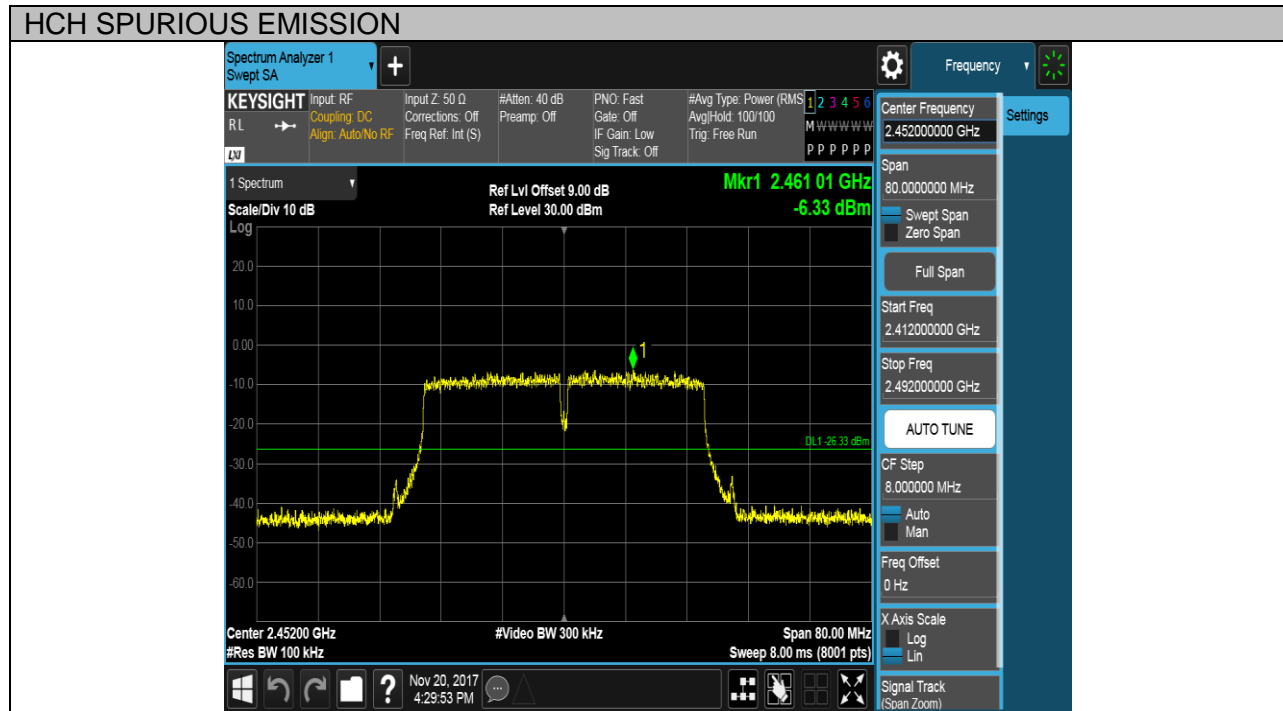 HCH SPURIOUS EMISSION
Spectrum Analyzer 1
Swept SA
Frequency
KEYSIGHT
RL
LXI
Input: RF
Coupling: DC
Align: Auto/No RF
Input Z: 50 Ω
Corrections: Off
Freq Ref: Int (S)
#Atten: 40 dB
Preamp: Off
PNO: Fast
Gate: Off
IF Gain: Low
Sig Track: Off
#Avg Type: Power (RMS
Avg|Hold: 100/100
Trig: Free Run
1 2 3 4 5 6
M W W W W W
P P P P P P
1 Spectrum
Scale/Div 10 dB
Ref Lvl Offset 9.00 dB
Ref Level 30.00 dBm
Mkr1 2.461 01 GHz
-6.33 dBm
Log
20.0
10.0
0.00
-10.0
-20.0
-30.0
-40.0
-50.0
-60.0
1
DL1 -26.33 dBm
Center 2.45200 GHz
#Res BW 100 kHz
#Video BW 300 kHz
Span 80.00 MHz
Sweep 8.00 ms (8001 pts)
Nov 20, 2017
4:29:53 PM
Center Frequency
2.452000000 GHz
Settings
Span
80.0000000 MHz
Swept Span
Zero Span
Full Span
Start Freq
2.412000000 GHz
Stop Freq
2.492000000 GHz
AUTO TUNE
CF Step
8.000000 MHz
Auto
Man
Freq Offset
0 Hz
X Axis Scale
Log
Lin
Signal Track
(Span Zoom)